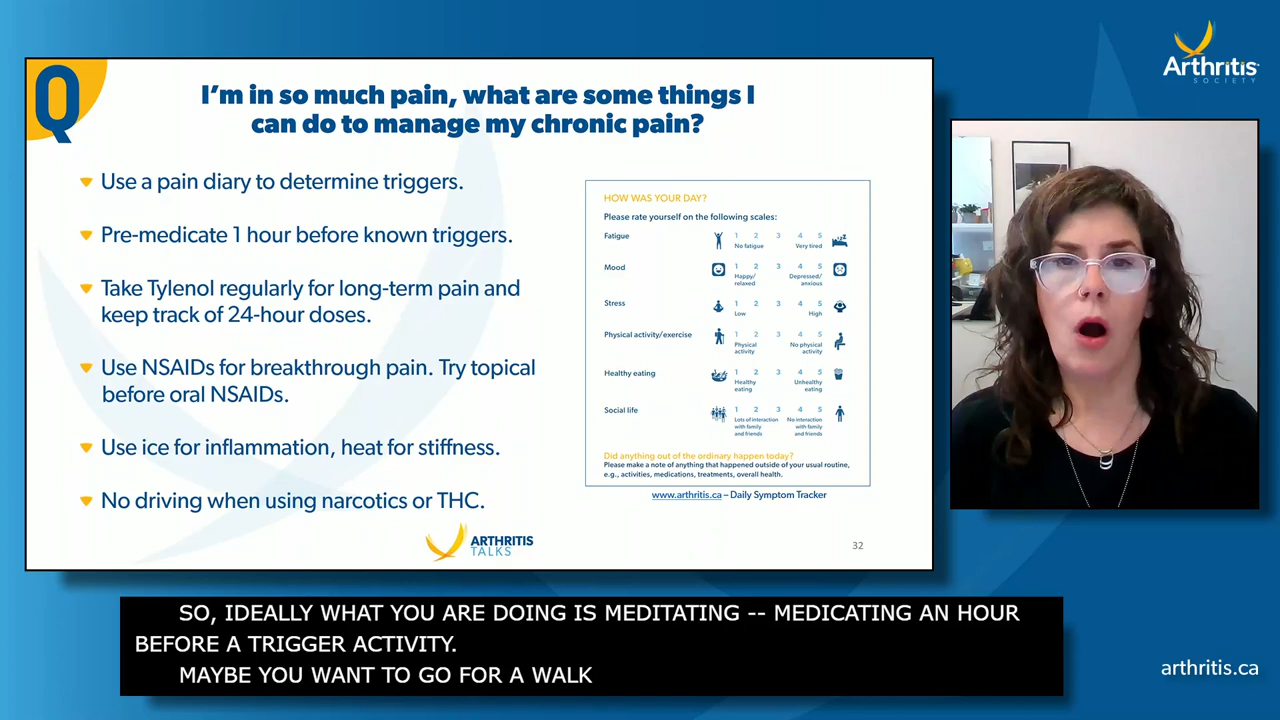 Q
I'm in so much pain, what are some things I
can do to manage my chronic pain?
Use a pain diary to determine triggers.
Pre-medicate 1 hour before known triggers.
Take Tylenol regularly for long-term pain and
keep track of 24-hour doses.
Use NSAIDs for breakthrough pain. Try topical
before oral NSAIDs.
Use ice for inflammation, heat for stiffness.
No driving when using narcotics or THC.
HOW WAS YOUR DAY?
Please rate yourself on the following scales:
Fatigue 1 2 3 4 5
No fatigue Very tired
Mood 1 2 3 4 5
Happy/ Depressed/
relaxed anxious
Stress 1 2 3 4 5
Low High
Physical activity/exercise 1 2 3 4 5
Physical No physical
activity activity
Healthy eating 1 2 3 4 5
Healthy Unhealthy
eating eating
Social life 1 2 3 4 5
Lots of interaction No interaction
with family with family
and friends and friends
Did anything out of the ordinary happen today?
Please make a note of anything that happened outside of your usual routine,
e.g., activities, medications, treatments, overall health.
www.arthritis.ca – Daily Symptom Tracker
ARTHRITIS
TALKS
32
Arthritis
SOCIETY
SO, IDEALLY WHAT YOU ARE DOING IS MEDITATING -- MEDICATING AN HOUR
BEFORE A TRIGGER ACTIVITY.
MAYBE YOU WANT TO GO FOR A WALK
arthritis.ca